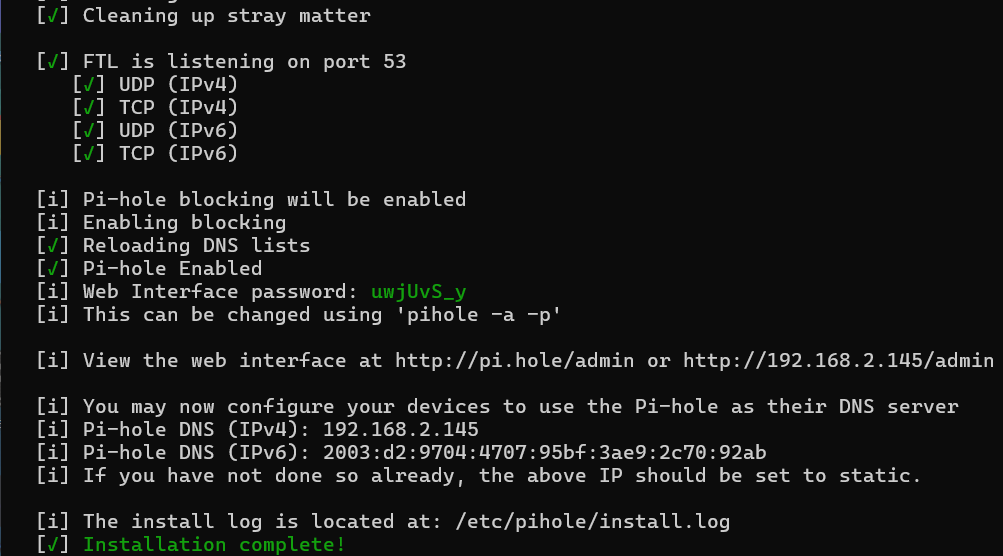 [✓] Cleaning up stray matter
[✓] FTL is listening on port 53
[✓] UDP (IPv4)
[✓] TCP (IPv4)
[✓] UDP (IPv6)
[✓] TCP (IPv6)
[i] Pi-hole blocking will be enabled
[i] Enabling blocking
[✓] Reloading DNS lists
[✓] Pi-hole Enabled
[i] Web Interface password: uwjUvS_y
[i] This can be changed using 'pihole -a -p'
[i] View the web interface at http://pi.hole/admin or http://192.168.2.145/admin
[i] You may now configure your devices to use the Pi-hole as their DNS server
[i] Pi-hole DNS (IPv4): 192.168.2.145
[i] Pi-hole DNS (IPv6): 2003:d2:9704:4707:95bf:3ae9:2c70:92ab
[i] If you have not done so already, the above IP should be set to static.
[i] The install log is located at: /etc/pihole/install.log
[✓] Installation complete!